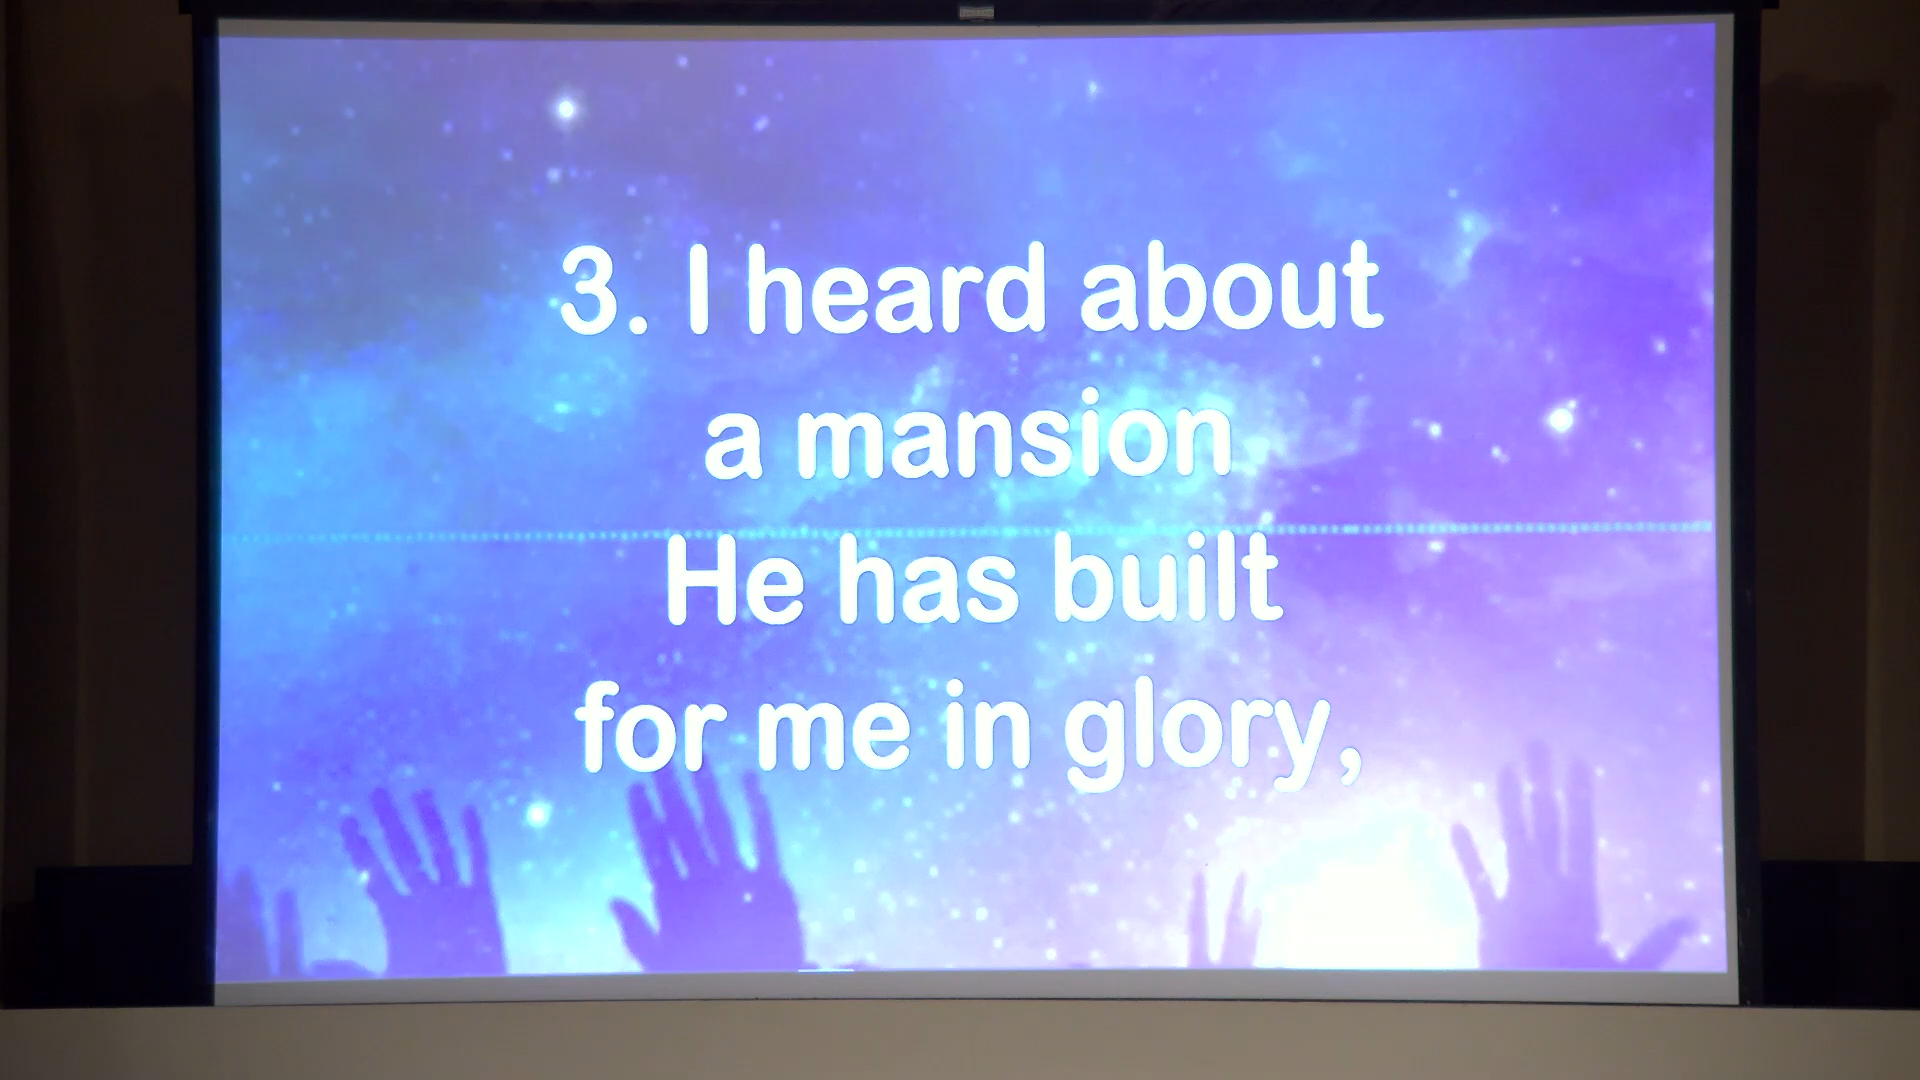 3. I heard about
a mansion
He has built
for me in glory,